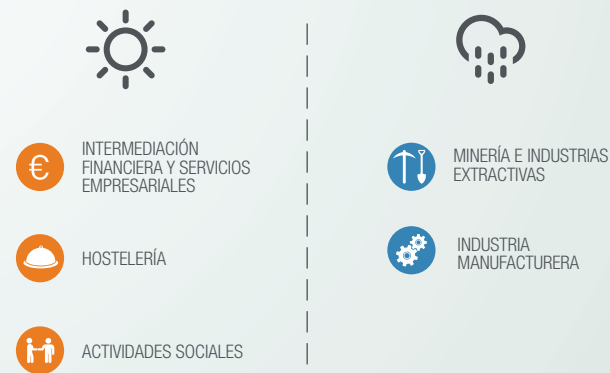 INTERMEDIACIÓN
FINANCIERA Y SERVICIOS
EMPRESARIALES
HOSTELERÍA
ACTIVIDADES SOCIALES
MINERÍA E INDUSTRIAS
EXTRACTIVAS
INDUSTRIA
MANUFACTURERA